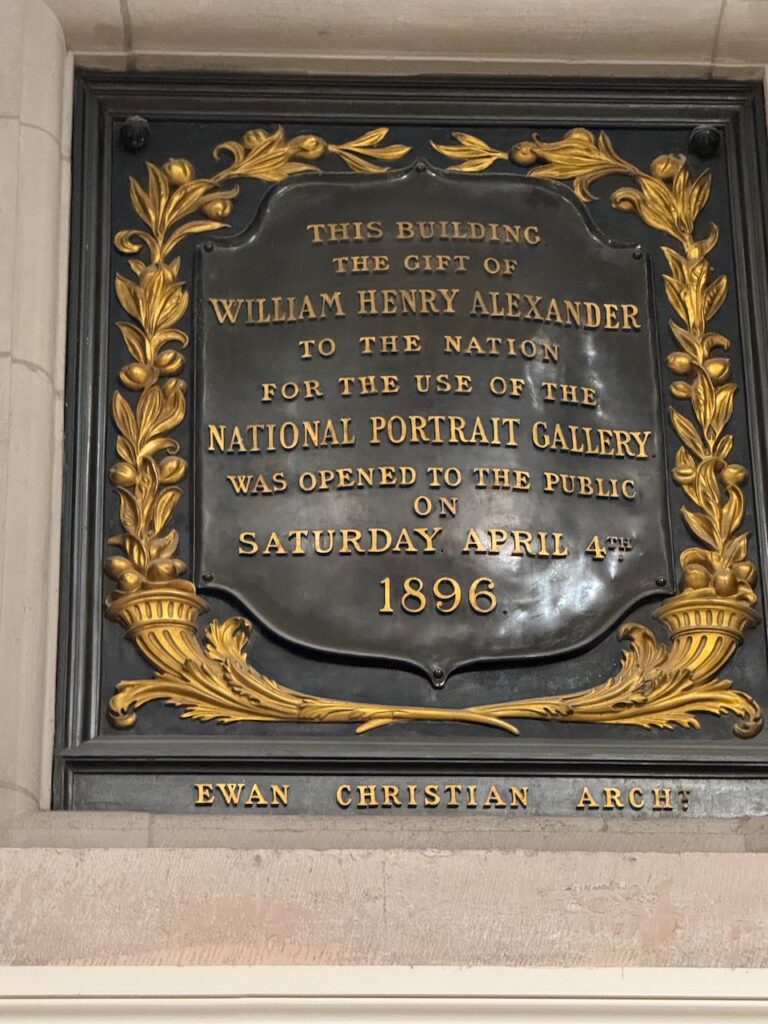 THIS BUILDING
THE GIFT OF
WILLIAM HENRY ALEXANDER
TO THE NATION
FOR THE USE OF THE
NATIONAL PORTRAIT GALLERY
WAS OPENED TO THE PUBLIC
ON
SATURDAY APRIL 4TH
1896.
EWAN CHRISTIAN ARCHT